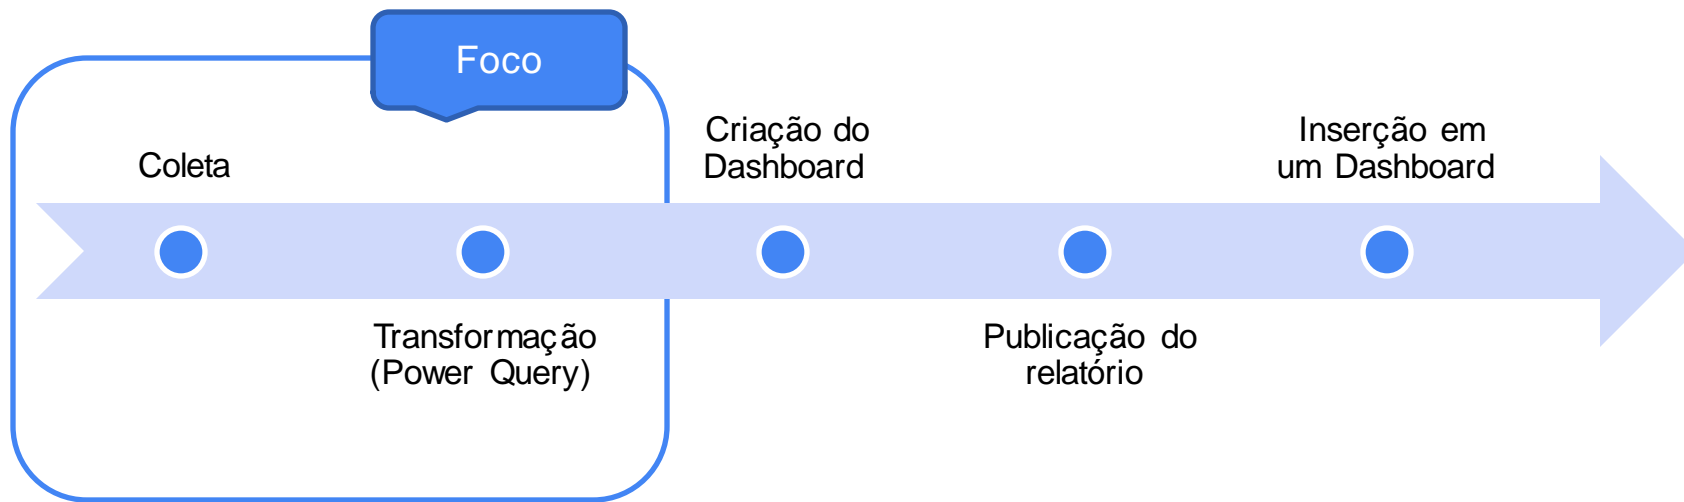 Foco
Coleta
Transformação
(Power Query)
Criação do
Dashboard
Publicação do
relatório
Inserção em
um Dashboard